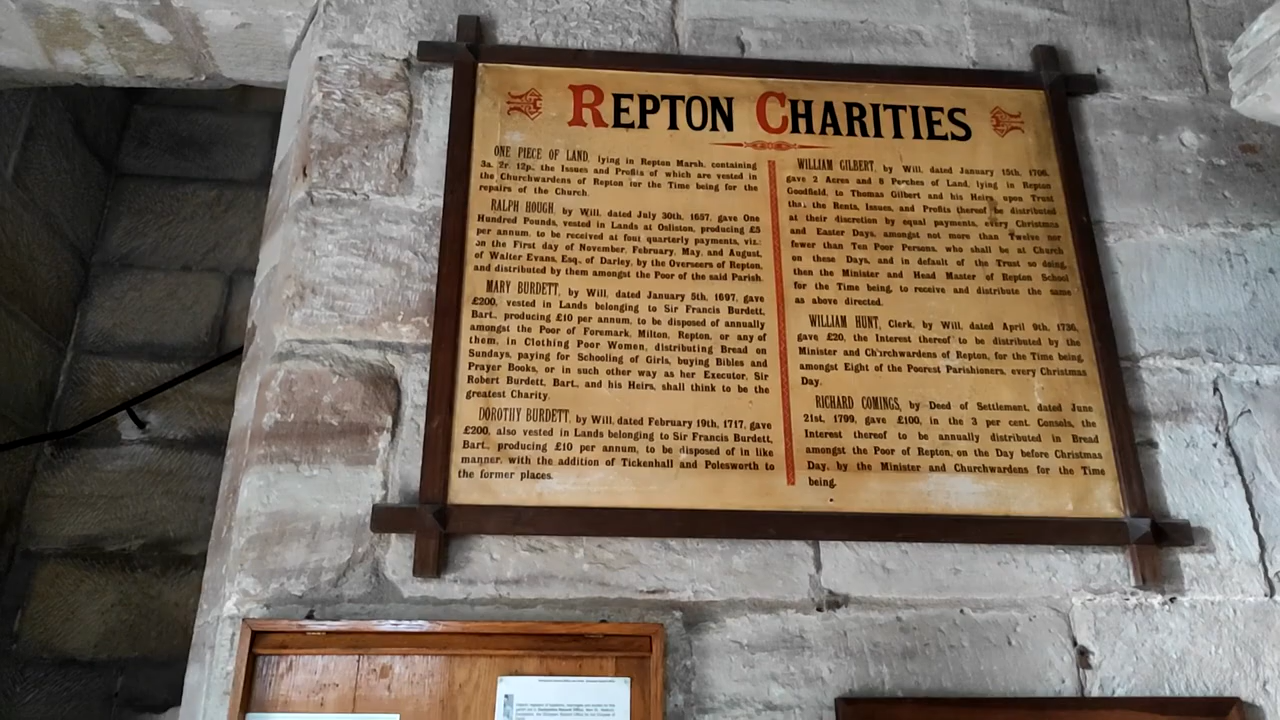 REPTON CHARITIES
ONE PIECE OF LAND, lying in Repton Marsh, containing
3a. 2r. 12p., the Issues and Profits of which are vested in
the Churchwardens of Repton for the Time being for the
repairs of the Church.
RALPH HOUGH, by Will, dated July 30th, 1657, gave One
Hundred Pounds, vested in Lands at Osliston, producing £5
per annum, to be received at four quarterly payments, viz.:
on the First day of November, February, May, and August,
of Walter Evans, Esq., of Darley, by the Overseers of Repton,
and distributed by them amongst the Poor of the said Parish.
MARY BURDETT, by Will, dated January 5th, 1697, gave
£200, vested in Lands belonging to Sir Francis Burdett,
Bart., producing £10 per annum, to be disposed of annually
amongst the Poor of Foremark, Milton, Repton, or any of
them, in Clothing Poor Women, distributing Bread on
Sundays, paying for Schooling of Girls, buying Bibles and
Prayer Books, or in such other way as her Executor, Sir
Robert Burdett, Bart., and his Heirs, shall think to be the
greatest Charity.
DOROTHY BURDETT, by Will, dated February 19th, 1717, gave
£200, also vested in Lands belonging to Sir Francis Burdett,
Bart., producing £10 per annum, to be disposed of in like
manner, with the addition of Tickenhall and Polesworth to
the former places.
WILLIAM GILBERT, by Will, dated January 15th,
gave 2 Acres and 8 Perches of Land, lying in Repton
Goodfield, to Thomas Gilbert and his Heirs, upon Trust
that the Rents, Issues, and Profits thereof be distributed
at their discretion by equal payments, every Christmas
and Easter Days, amongst not more than Twelve nor
fewer than Ten Poor Persons, who shall be at Church
on these Days, and in default of the Trust so doing,
then the Minister and Head Master of Repton School
for the Time being, to receive and distribute the same
as above directed.
WILLIAM HUNT, Clerk, by Will, dated April 9th, 1736,
gave £20, the Interest thereof to be distributed by the
Minister and Churchwardens of Repton, for the Time being,
amongst Eight of the Poorest Parishioners, every Christmas
Day.
RICHARD COMINGS, by Deed of Settlement, dated June
21st, 1799, gave £100, in the 3 per cent. Consols, the
Interest thereof to be annually distributed in Bread
amongst the Poor of Repton, on the Day before Christmas
Day, by the Minister and Churchwardens for the Time
being.